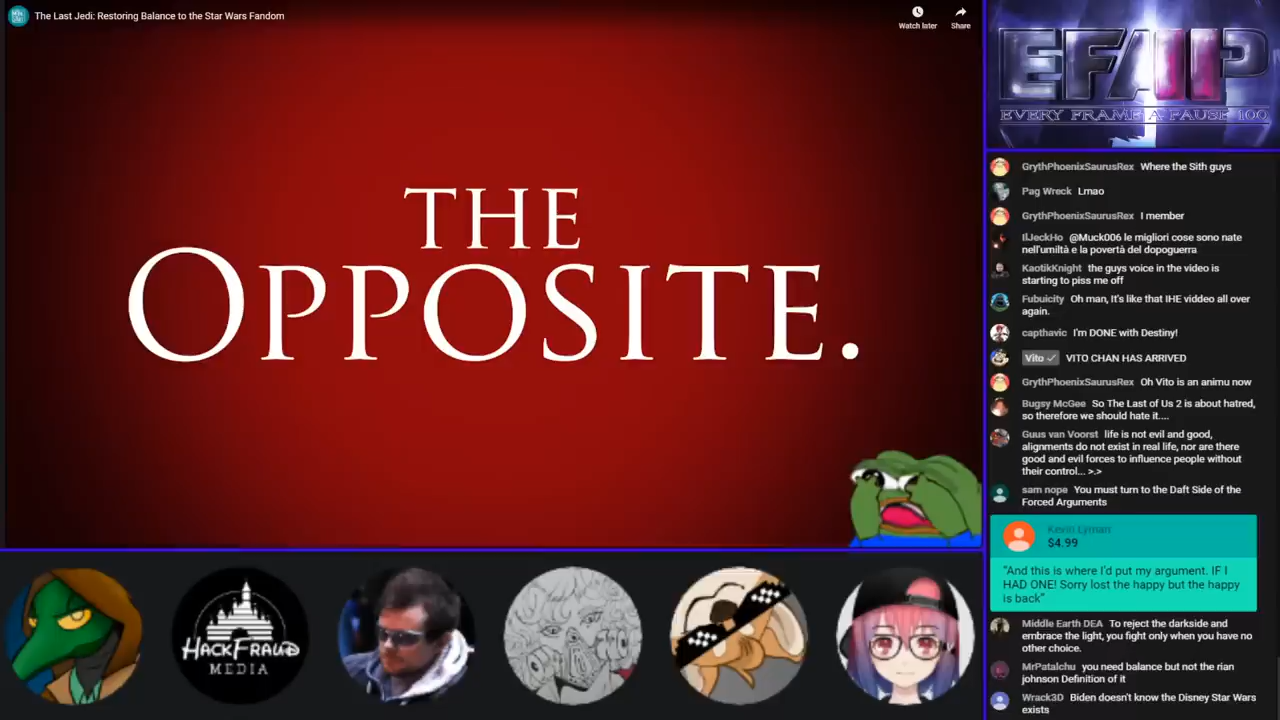 The Last Jedi: Restoring Balance to the Star Wars Fandom
Watch later
Share
THE
OPPOSITE.
EFAP
EVERY FRAME A PAUSE 100
GrythPhoenixSaurusRex Where the Sith guys
Pag Wreck Lmao
GrythPhoenixSaurusRex I member
IlJeckHo @Muck006 le migliori cose sono nate
nell'umiltà e la povertà del dopoguerra
KaotikKnight the guys voice in the video is
starting to piss me off
Fubuicity Oh man, It's like that IHE viddeo all over
again.
capthavic I'm DONE with Destiny!
Vito VITO CHAN HAS ARRIVED
GrythPhoenixSaurusRex Oh Vito is an animu now
Bugsy McGee So The Last of Us 2 is about hatred,
so therefore we should hate it....
Guus van Voorst life is not evil and good,
alignments do not exist in real life, nor are there
good and evil forces to influence people without
their control... >.>
sam nope You must turn to the Daft Side of the
Forced Arguments
Kevin Lyman
$4.99
"And this is where I'd put my argument. IF I
HAD ONE! Sorry lost the happy but the happy
is back"
Middle Earth DEA To reject the darkside and
embrace the light, you fight only when you have no
other choice.
MrPatalchu you need balance but not the rian
johnson Definition of it
Wrack3D Biden doesn't know the Disney Star Wars
exists
HACKFRAUD
MEDIA